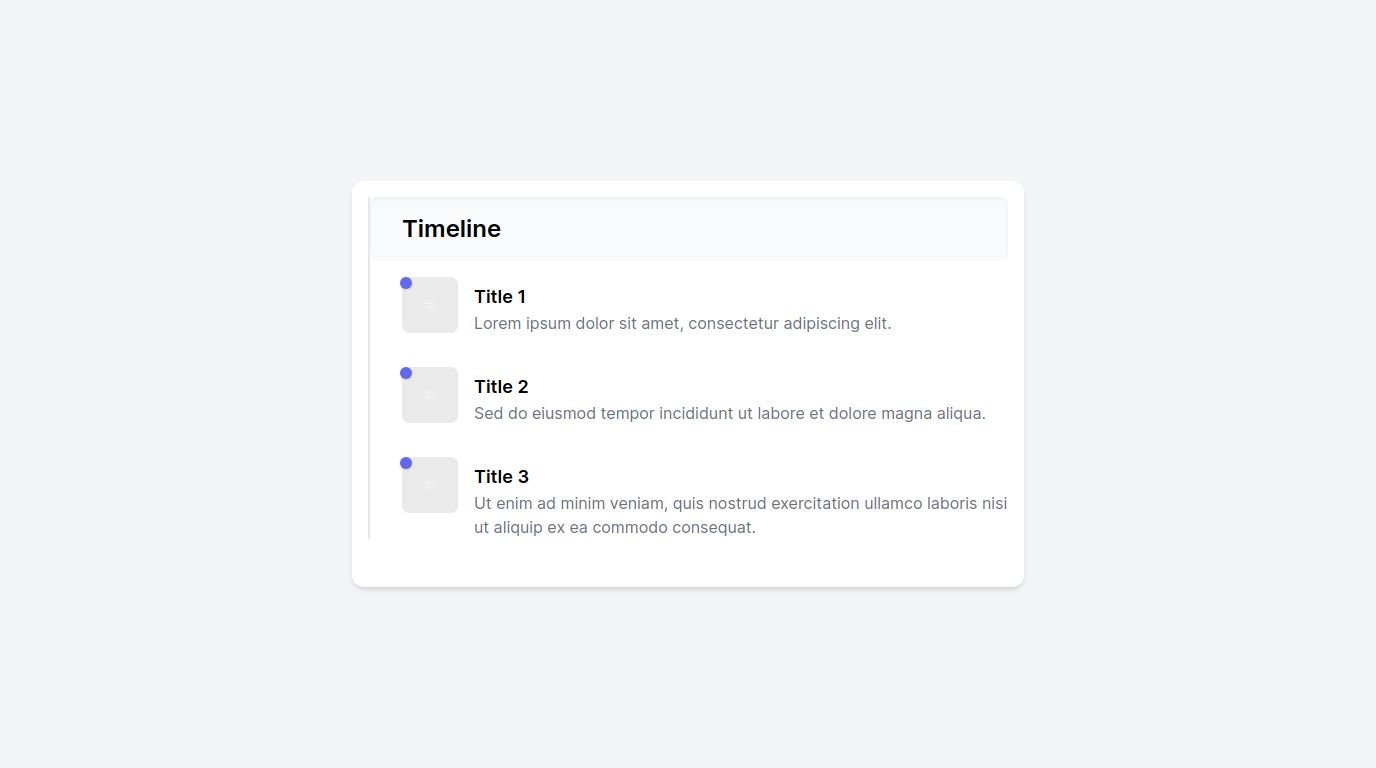 Timeline
Title 1
Lorem ipsum dolor sit amet, consectetur adipiscing elit.
Title 2
Sed do eiusmod tempor incididunt ut labore et dolore magna aliqua.
Title 3
Ut enim ad minim veniam, quis nostrud exercitation ullamco laboris nisi
ut aliquip ex ea commodo consequat.